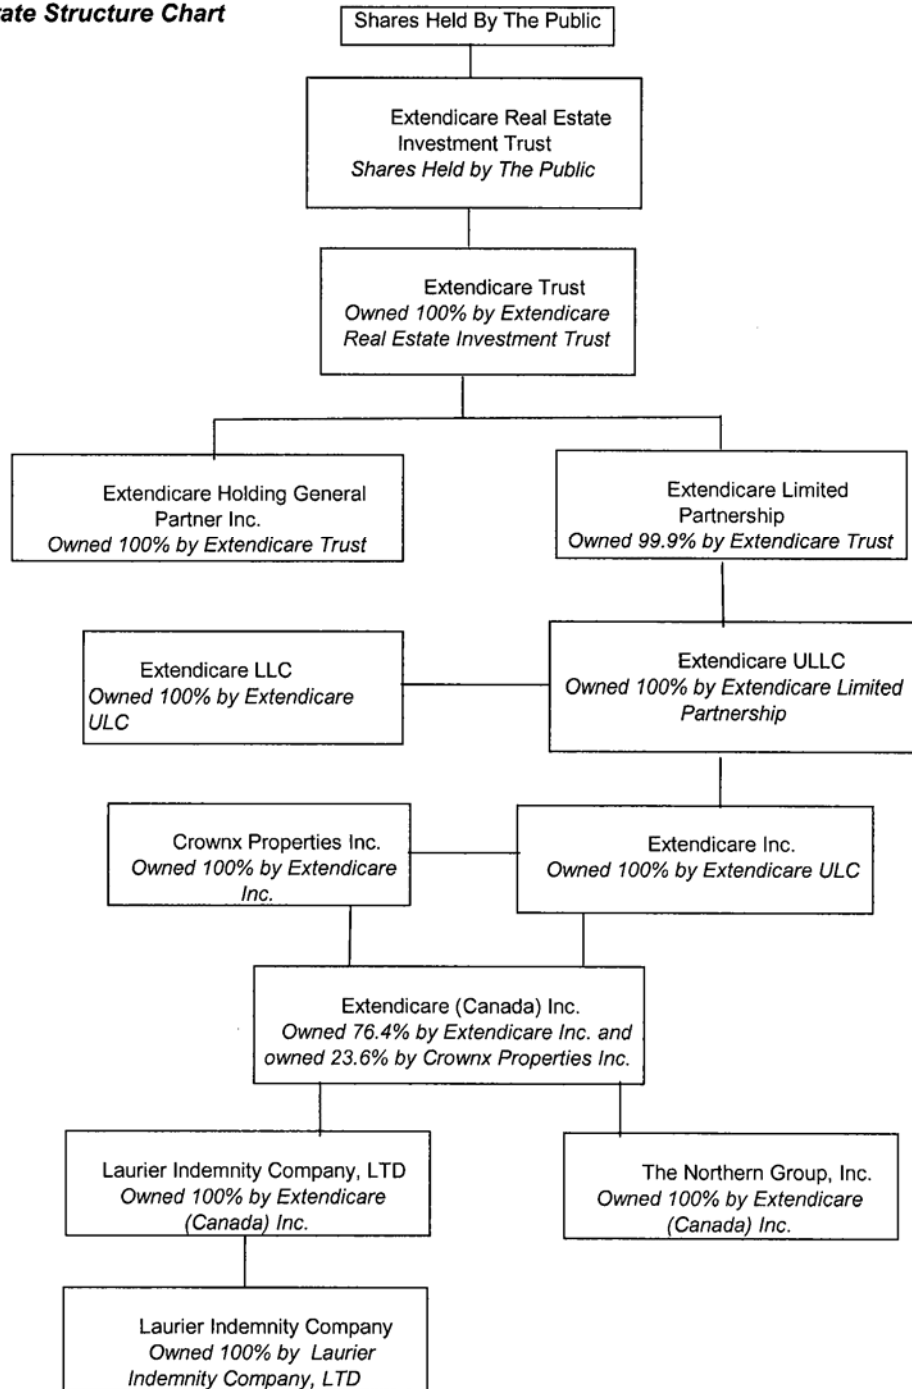 rate Structure Chart
Shares Held By The Public
Extendicare Real Estate
Investment Trust
Shares Held by The Public
Extendicare Trust
Owned 100% by Extendicare
Real Estate Investment Trust
Extendicare Holding General
Partner Inc.
Owned 100% by Extendicare Trust
Extendicare Limited
Partnership
Owned 99.9% by Extendicare Trust
Extendicare LLC
Owned 100% by Extendicare
ULC
Extendicare ULLC
Owned 100% by Extendicare Limited
Partnership
Crownx Properties Inc.
Owned 100% by Extendicare
Inc.
Extendicare Inc.
Owned 100% by Extendicare ULC
Extendicare (Canada) Inc.
Owned 76.4% by Extendicare Inc. and
owned 23.6% by Crownx Properties Inc.
Laurier Indemnity Company, LTD
Owned 100% by Extendicare
(Canada) Inc.
The Northern Group, Inc.
Owned 100% by Extendicare
(Canada) Inc.
Laurier Indemnity Company
Owned 100% by Laurier
Indemnity Company, LTD